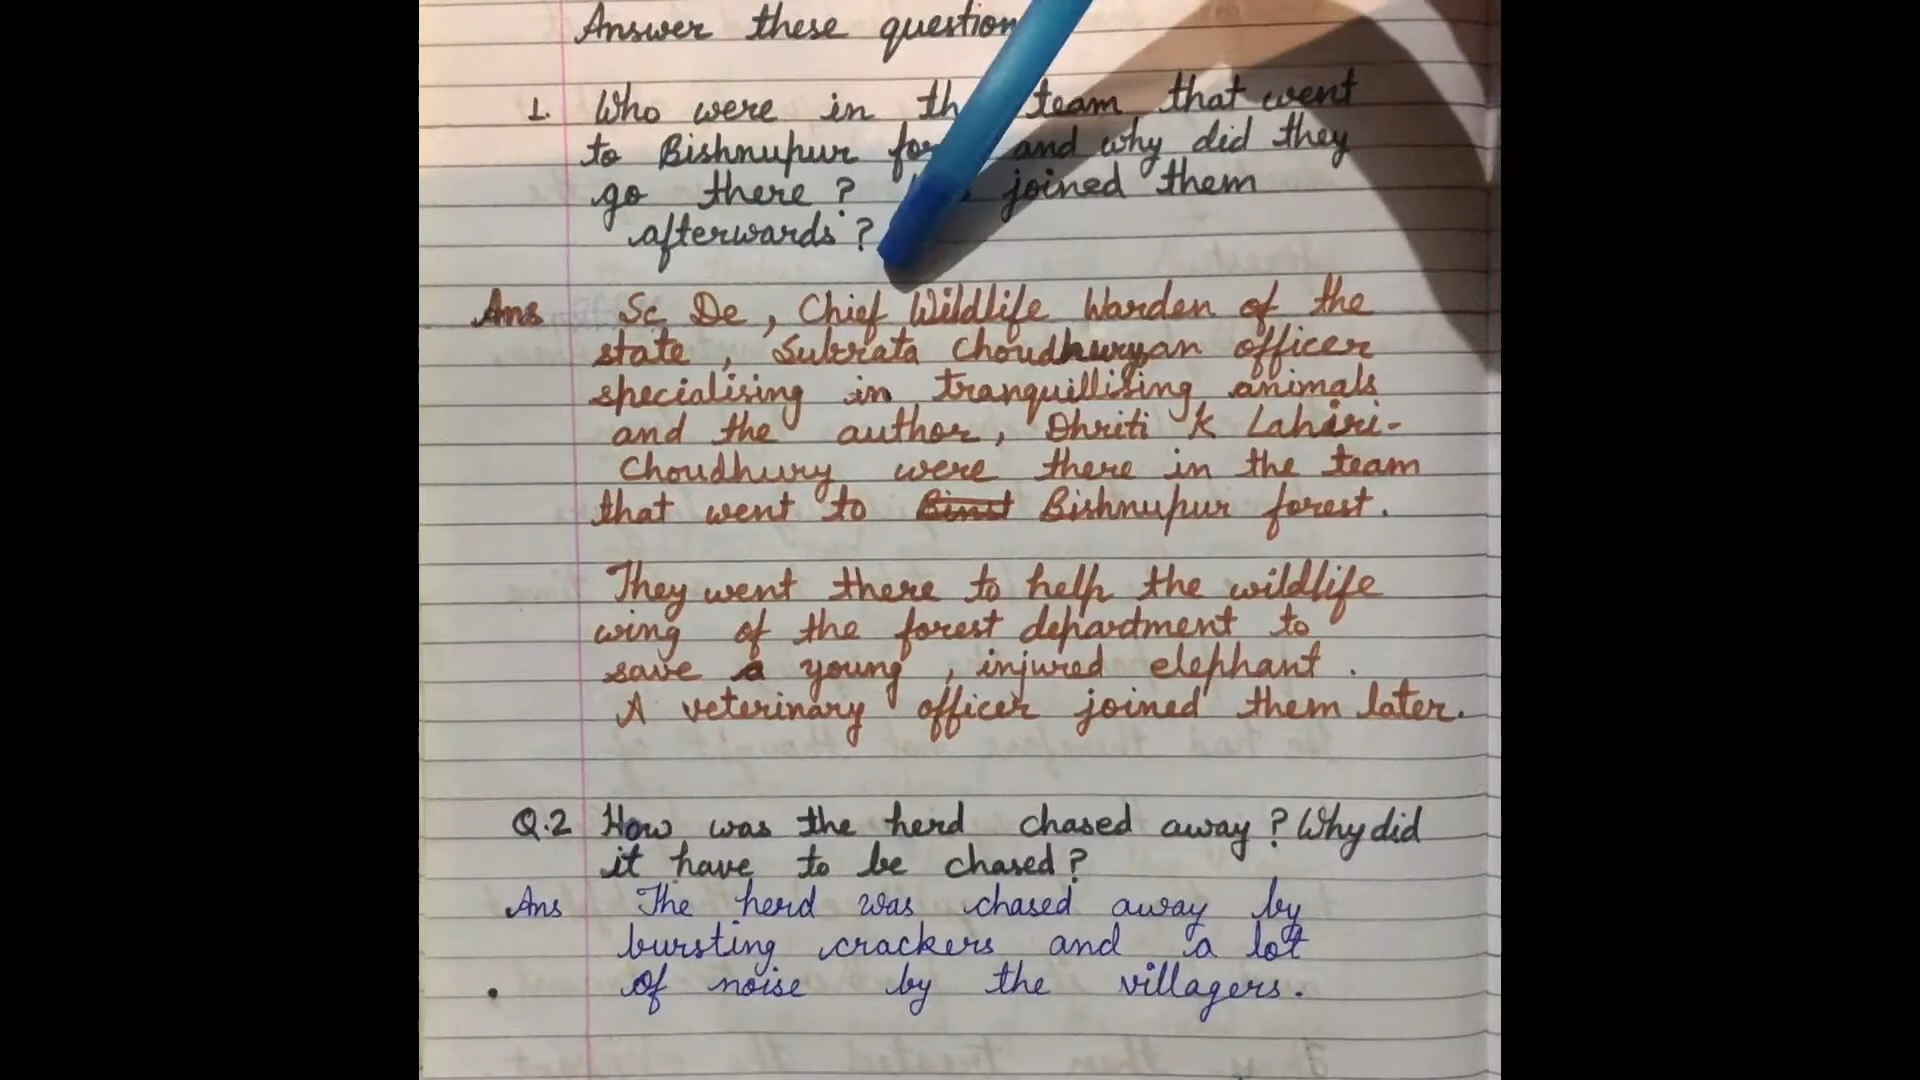 Answer these question
1. Who were in th team that went
to Bishnupur for and why did they
go there? joined them
afterwards?
Ans Sc De, Chief Wildlife Warden of the
state, Subrata Choudhury, an officer
specialising in tranquillising animals
and the author, Dhriti K Lahiri-
Choudhury were there in the team
that went to Bishnupur forest.
They went there to help the wildlife
wing of the forest department to
save a young, injured elephant.
A veterinary officer joined them later.
Q.2 How was the herd chased away? Why did
it have to be chased?
Ans The herd was chased away by
bursting crackers and a lot
of noise by the villagers.